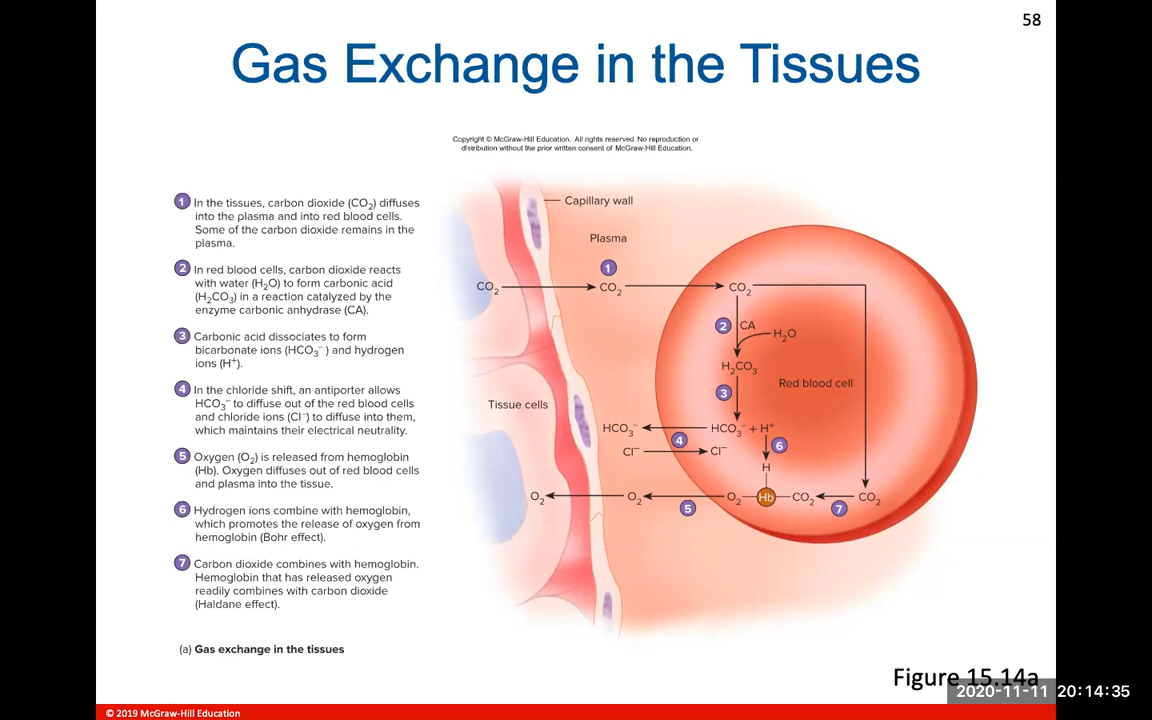 58
Gas Exchange in the Tissues
Copyright © McGraw-Hill Education. All rights reserved. No reproduction or
distribution without the prior written consent of McGraw-Hill Education.
1 In the tissues, carbon dioxide (CO₂) diffuses
into the plasma and into red blood cells.
Some of the carbon dioxide remains in the
plasma.
2 In red blood cells, carbon dioxide reacts
with water (H₂O) to form carbonic acid
(H₂CO₃) in a reaction catalyzed by the
enzyme carbonic anhydrase (CA).
3 Carbonic acid dissociates to form
bicarbonate ions (HCO₃⁻) and hydrogen
ions (H⁺).
4 In the chloride shift, an antiporter allows
HCO₃⁻ to diffuse out of the red blood cells
and chloride ions (Cl⁻) to diffuse into them,
which maintains their electrical neutrality.
5 Oxygen (O₂) is released from hemoglobin
(Hb). Oxygen diffuses out of red blood cells
and plasma into the tissue.
6 Hydrogen ions combine with hemoglobin,
which promotes the release of oxygen from
hemoglobin (Bohr effect).
7 Carbon dioxide combines with hemoglobin.
Hemoglobin that has released oxygen
readily combines with carbon dioxide
(Haldane effect).
(a) Gas exchange in the tissues
Capillary wall
Plasma
1
CO₂ CO₂ CO₂
2 CA
H₂O
H₂CO₃
3
Red blood cell
Tissue cells
HCO₃⁻ HCO₃⁻ + H⁺
4 6
Cl⁻ Cl⁻
H
O₂ O₂ O₂ Hb CO₂ CO₂
5 7
Figure 15.14a
2020-11-11 20:14:35
© 2019 McGraw-Hill Education